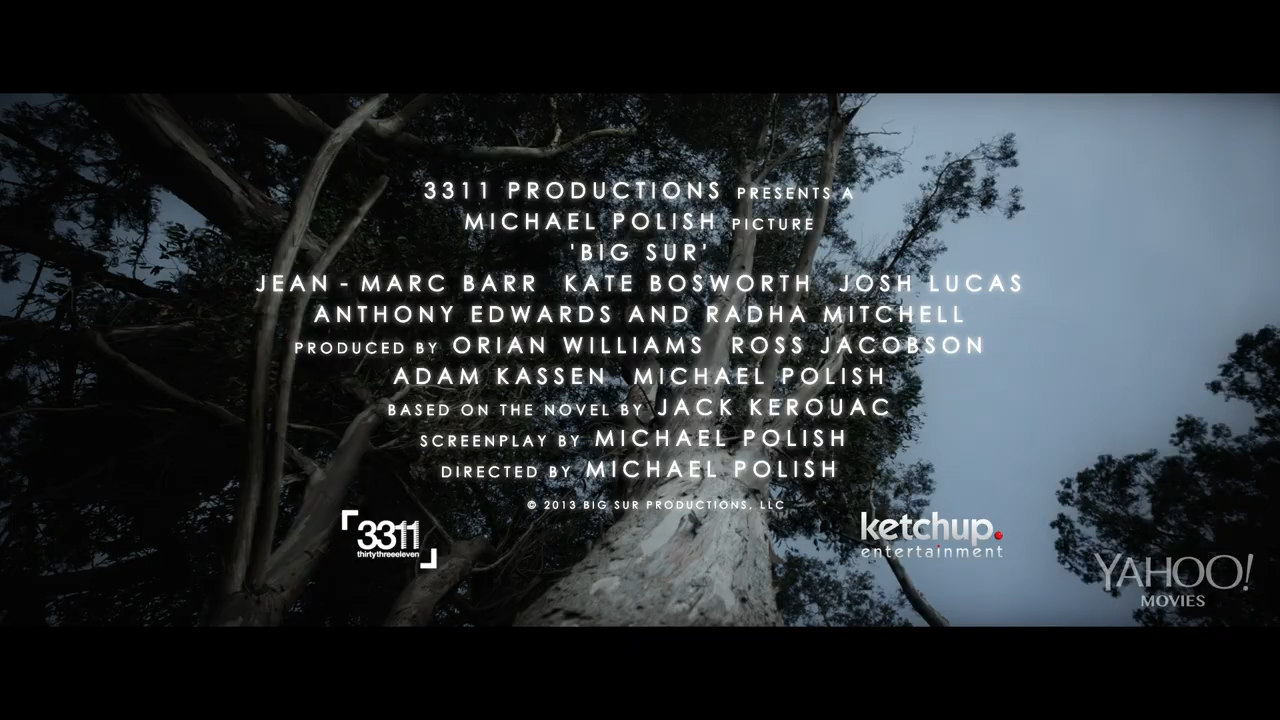 3311 PRODUCTIONS PRESENTS A
MICHAEL POLISH PICTURE
'BIG SUR'
JEAN - MARC BARR KATE BOSWORTH JOSH LUCAS
ANTHONY EDWARDS AND RADHA MITCHELL
PRODUCED BY ORIAN WILLIAMS ROSS JACOBSON
ADAM KASSEN MICHAEL POLISH
BASED ON THE NOVEL BY JACK KEROUAC
SCREENPLAY BY MICHAEL POLISH
DIRECTED BY MICHAEL POLISH
© 2013 BIG SUR PRODUCTIONS, LLC
3311
thirtythreeeleven
ketchup.
entertainment
YAHOO!
MOVIES